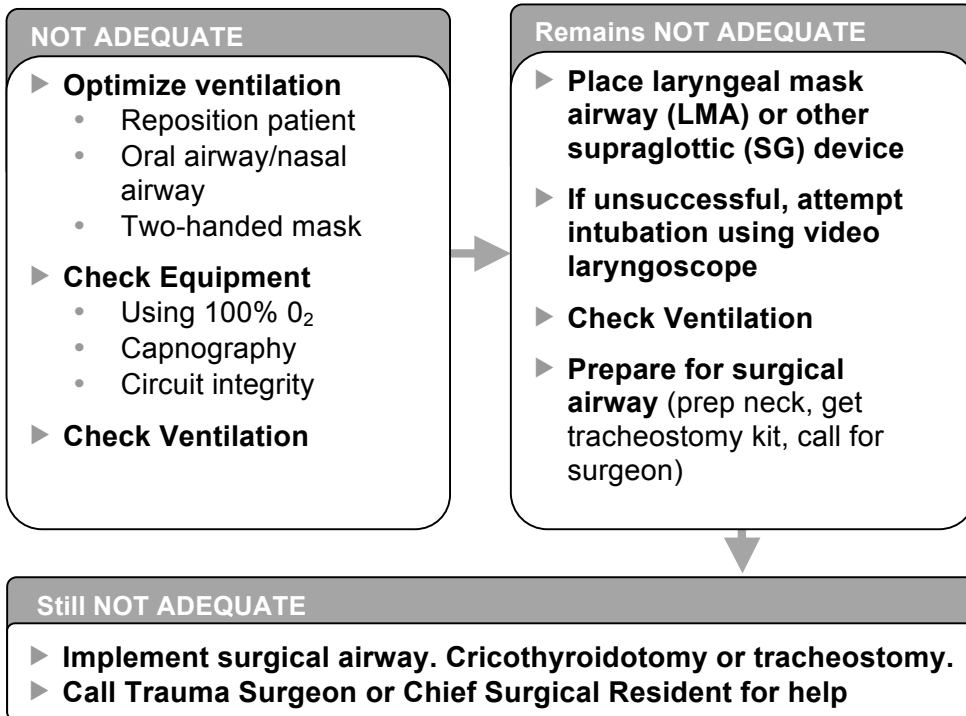 NOT ADEQUATE
▶ Optimize ventilation
• Reposition patient
• Oral airway/nasal
airway
• Two-handed mask
▶ Check Equipment
• Using 100% 0₂
• Capnography
• Circuit integrity
▶ Check Ventilation
Remains NOT ADEQUATE
▶ Place laryngeal mask
airway (LMA) or other
supraglottic (SG) device
▶ If unsuccessful, attempt
intubation using video
laryngoscope
▶ Check Ventilation
▶ Prepare for surgical
airway (prep neck, get
tracheostomy kit, call for
surgeon)
Still NOT ADEQUATE
▶ Implement surgical airway. Cricothyroidotomy or tracheostomy.
▶ Call Trauma Surgeon or Chief Surgical Resident for help